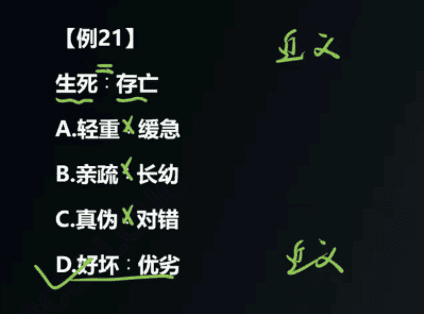 【例21】
近义
生死：存亡
A.轻重：缓急
B.亲疏：长幼
C.真伪：对错
D.好坏：优劣
近义